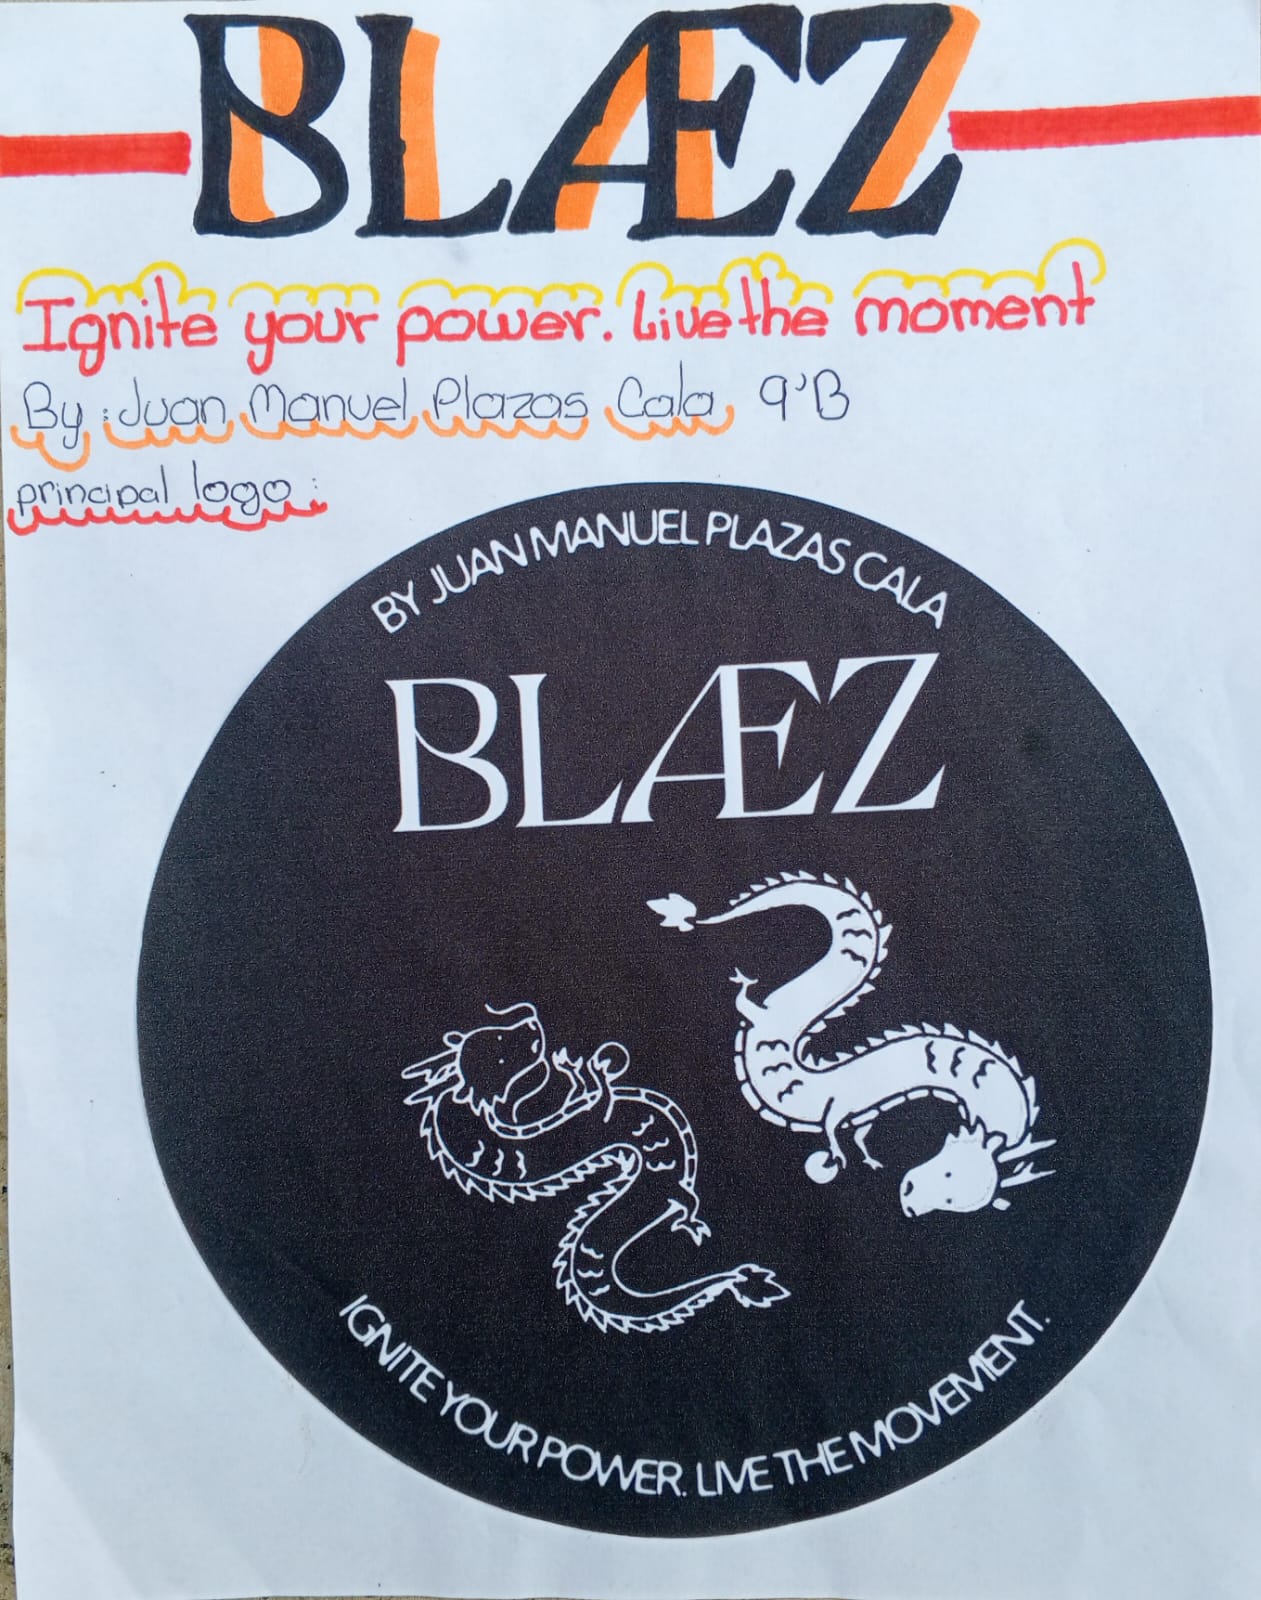 BLÆZ
Ignite your power. Live the moment
By: Juan Manuel Plazas Cala 9'B
principal logo:
BY JUAN MANUEL PLAZAS CALA
BLÆZ
IGNITE YOUR POWER. LIVE THE MOVEMENT.